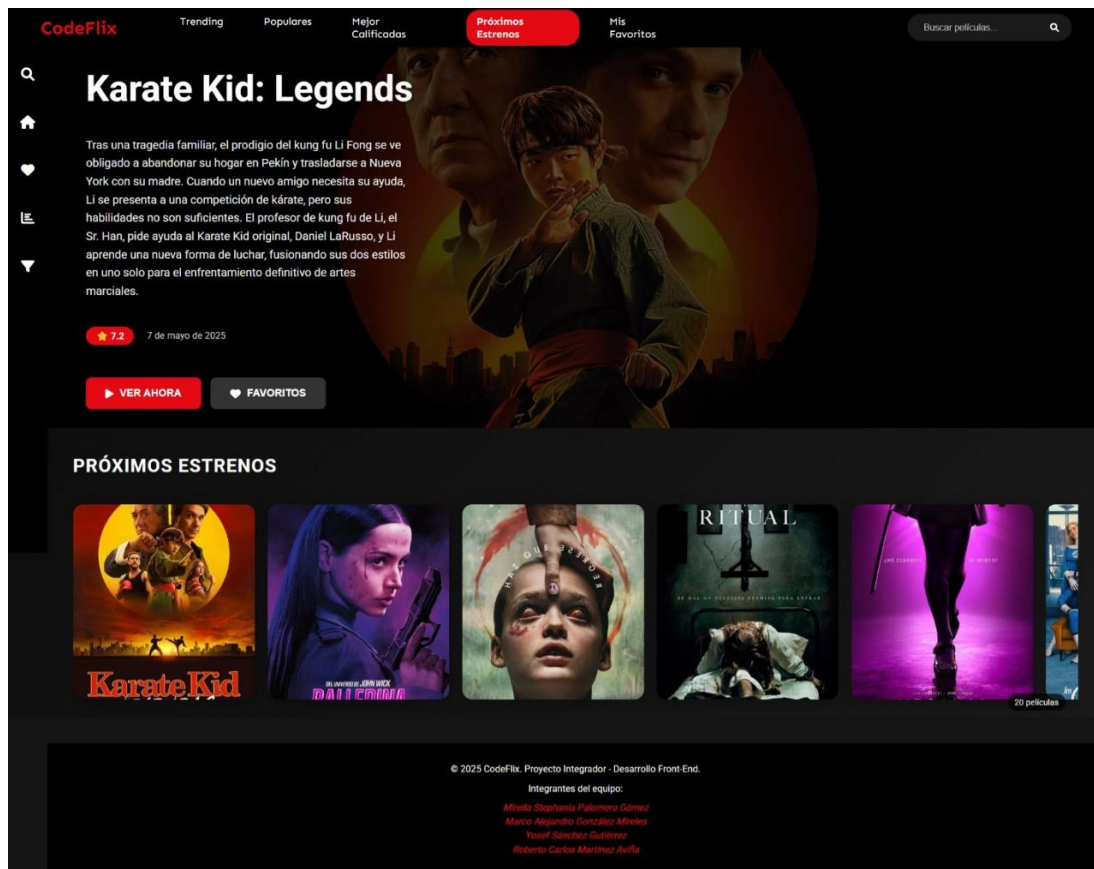 CodeFlix
Trending
Populares
Mejor
Calificadas
Próximos
Estrenos
Mis
Favoritos
Buscar películas...
Karate Kid: Legends
Tras una tragedia familiar, el prodigio del kung fu Li Fong se ve
obligado a abandonar su hogar en Pekín y trasladarse a Nueva
York con su madre. Cuando un nuevo amigo necesita su ayuda,
Li se presenta a una competición de kárate, pero sus
habilidades no son suficientes. El profesor de kung fu de Li, el
Sr. Han, pide ayuda al Karate Kid original, Daniel LaRusso, y Li
aprende una nueva forma de luchar, fusionando sus dos estilos
en uno solo para el enfrentamiento definitivo de artes
marciales.
7.2
7 de mayo de 2025
VER AHORA
FAVORITOS
PRÓXIMOS ESTRENOS
Karate Kid
DEL UNIVERSO DE JOHN WICK
BALLERINA
HAZ QUE REGRESE
RITUAL
20 películas
© 2025 CodeFlix. Proyecto Integrador - Desarrollo Front-End.
Integrantes del equipo:
Mirella Stephania Palomera Gómez
Marco Alejandro González Mireles
Yosef Sánchez Gutiérrez
Roberto Carlos Martínez Aviña